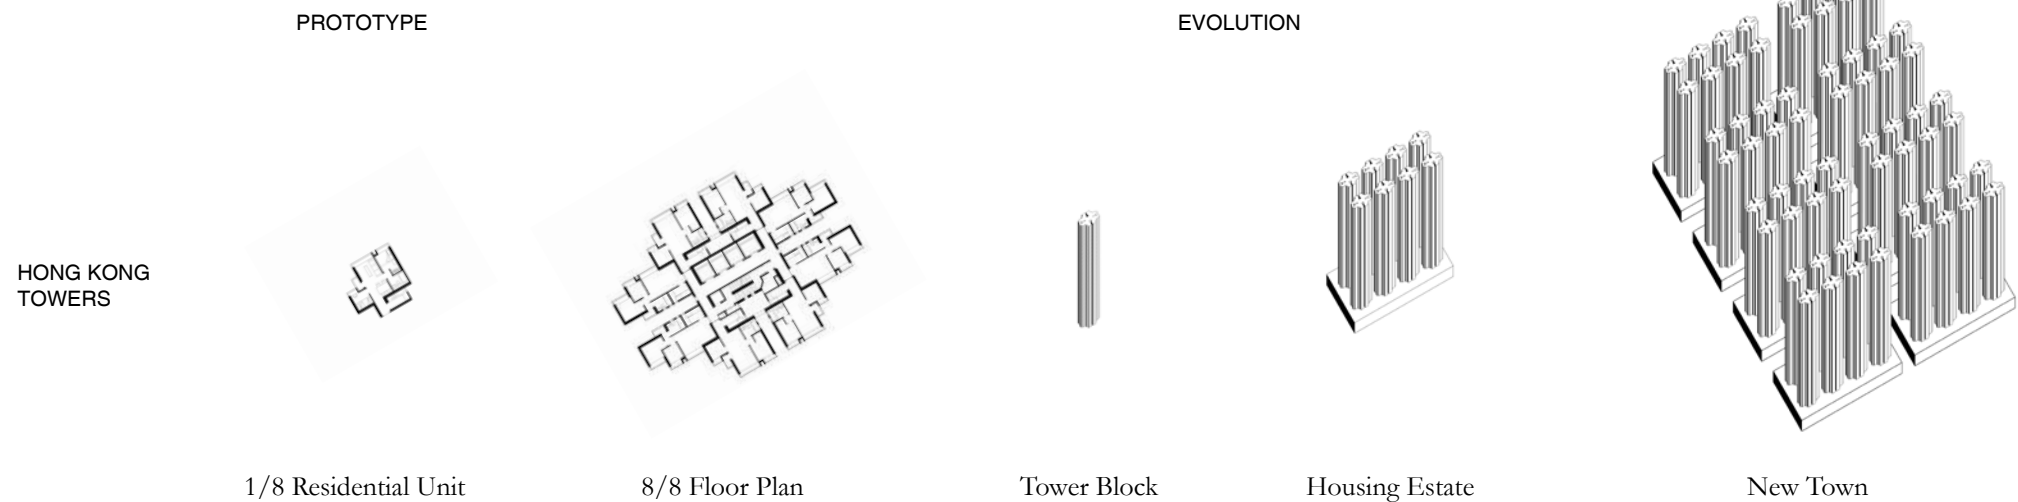 PROTOTYPE
EVOLUTION
HONG KONG
TOWERS
1/8 Residential Unit
8/8 Floor Plan
Tower Block
Housing Estate
New Town